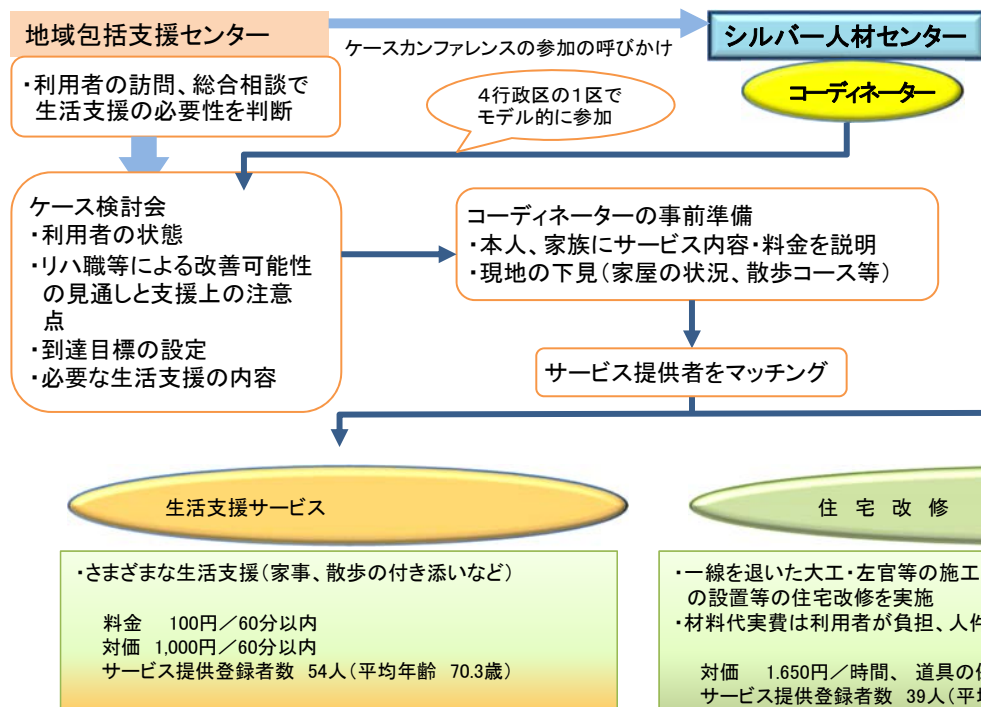 地域包括支援センター
ケースカンファレンスの参加の呼びかけ
シルバー人材センター
コーディネーター
・利用者の訪問、総合相談で
生活支援の必要性を判断
4行政区の1区で
モデル的に参加
ケース検討会
・利用者の状態
・リハ職等による改善可能性
の見通しと支援上の注意
点
・到達目標の設定
・必要な生活支援の内容
コーディネーターの事前準備
・本人、家族にサービス内容・料金を説明
・現地の下見(家屋の状況、散歩コース等)
サービス提供者をマッチング
生活支援サービス
・さまざまな生活支援(家事、散歩の付き添いなど)
料金 100円/60分以内
対価 1,000円/60分以内
サービス提供登録者数 54人(平均年齢 70.3歳)
住 宅 改 修
・一線を退いた大工・左官等の施工
の設置等の住宅改修を実施
・材料代実費は利用者が負担、人件
対価 1.650円/時間、 道具の
サービス提供登録者数 39人(平